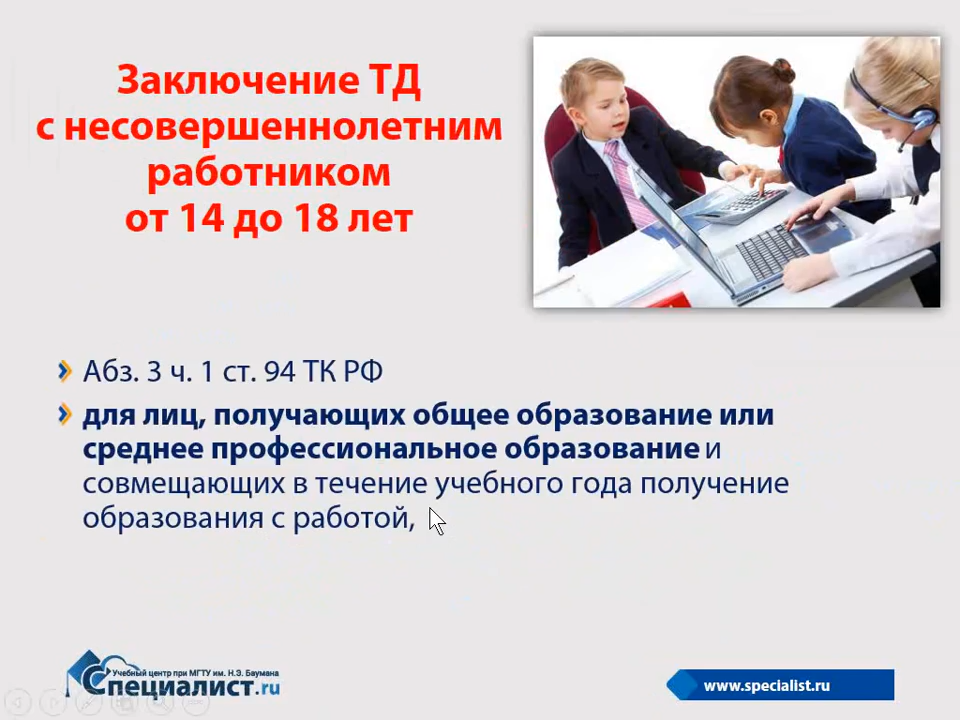 Заключение ТД
с несовершеннолетним
работником
от 14 до 18 лет
Абз. 3 ч. 1 ст. 94 ТК РФ
для лиц, получающих общее образование или
среднее профессиональное образование и
совмещающих в течение учебного года получение
образования с работой,
Учебный центр при МГТУ им. Н.Э. Баумана
Специалист.ru
www.specialist.ru